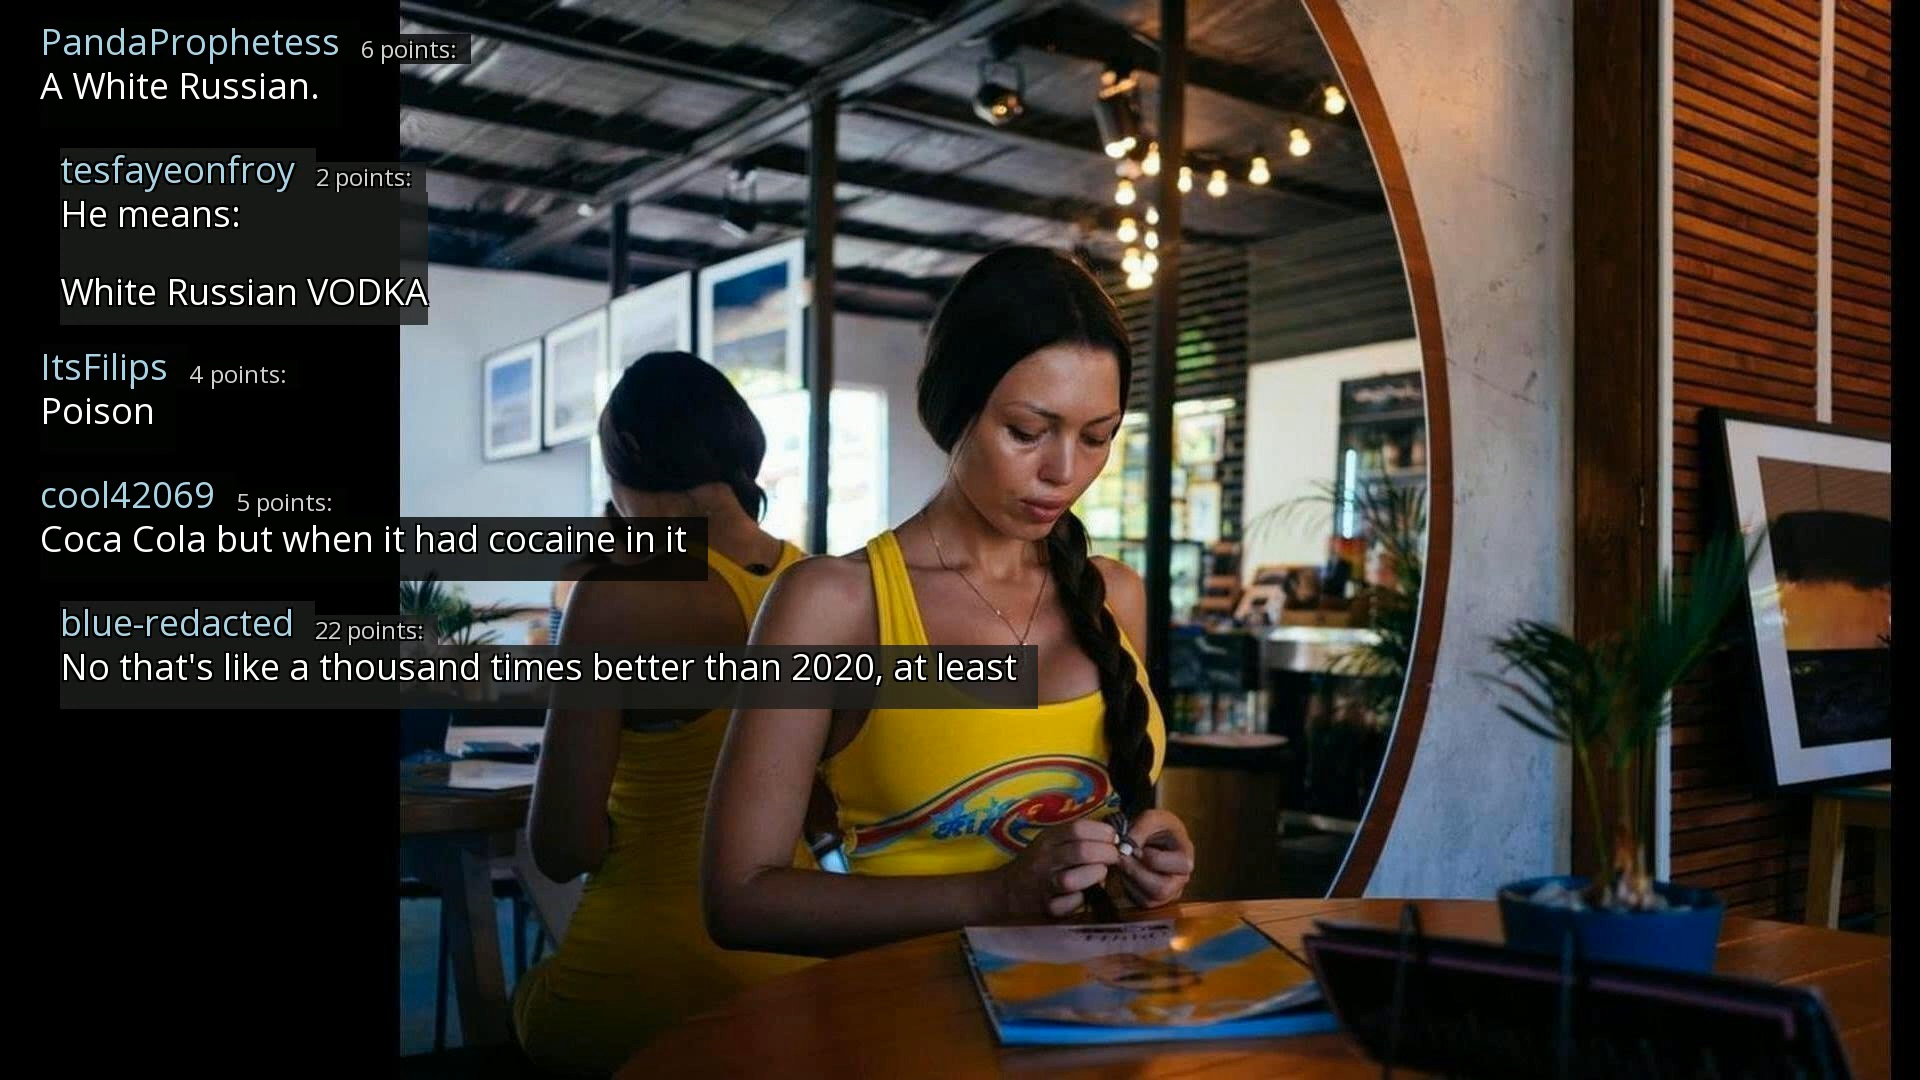 PandaProphetess 6 points:
A White Russian.
tesfayeonfroy 2 points:
He means:
White Russian VODKA
ItsFilips 4 points:
Poison
cool42069 5 points:
Coca Cola but when it had cocaine in it
blue-redacted 22 points:
No that's like a thousand times better than 2020, at least